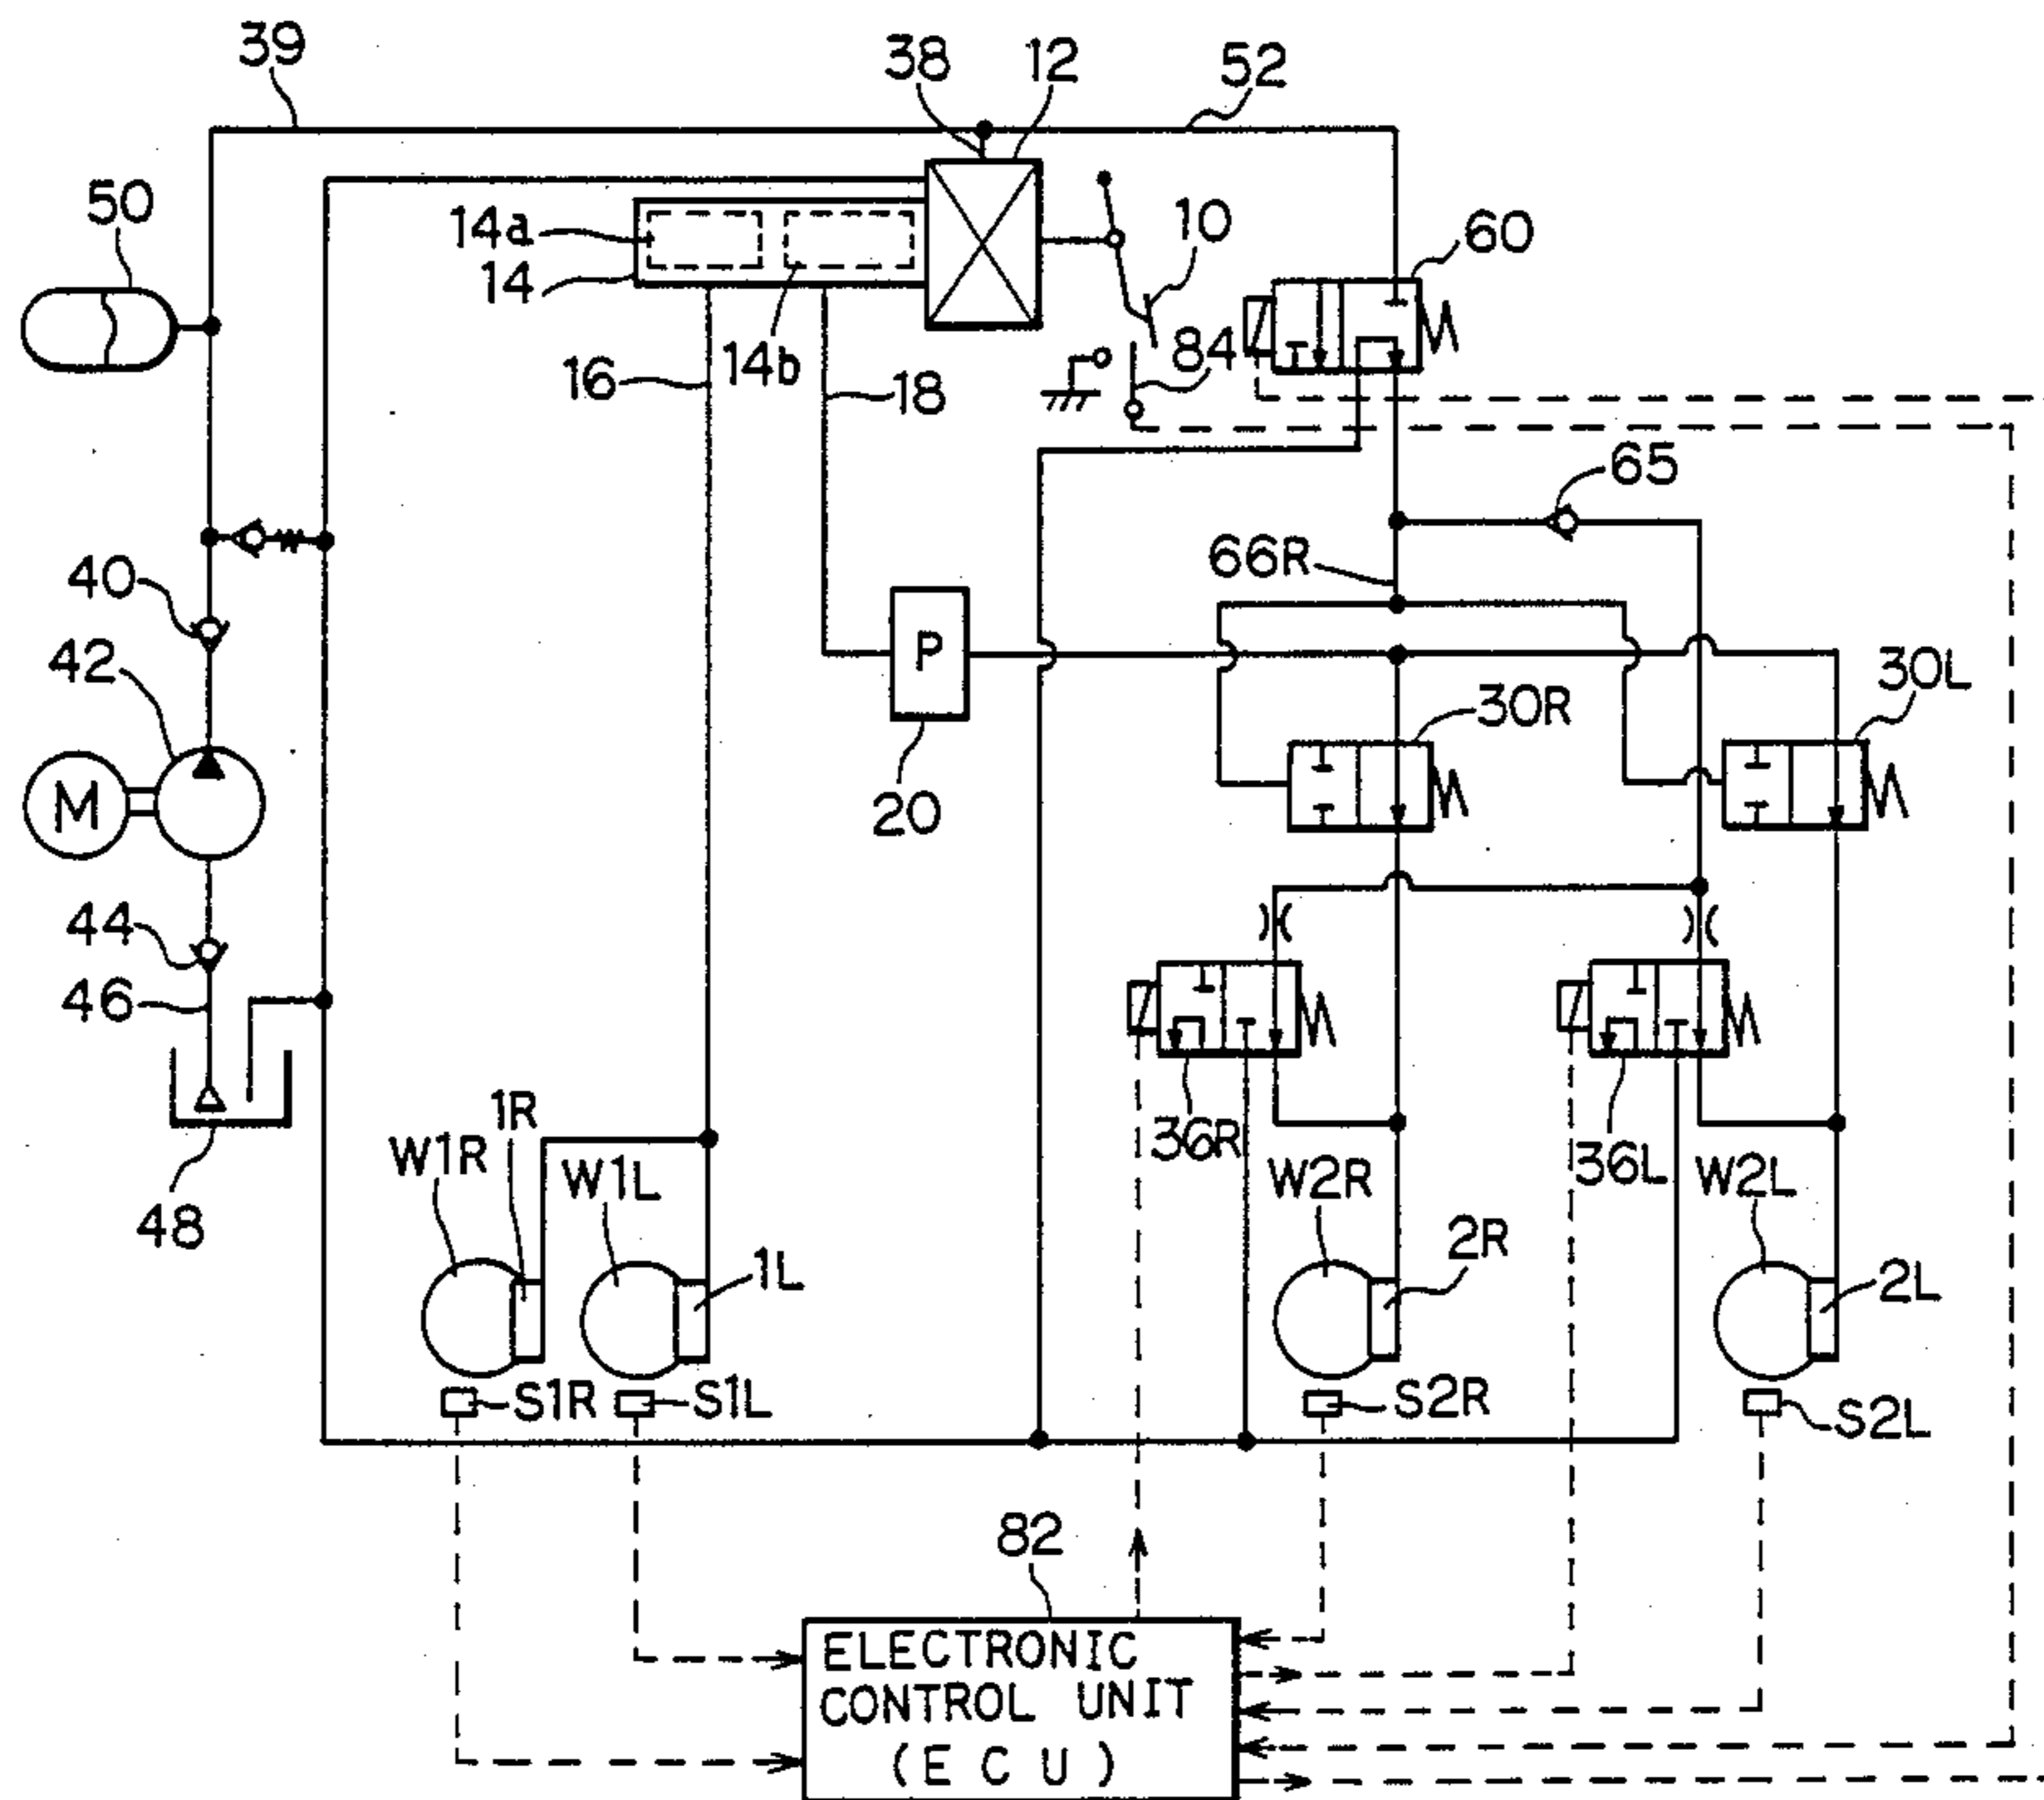 39
38
12
52
50
14a
14
14b
10
60
84
16
18
65
66R
40
42
P
30R
30L
M
20
44
46
1R
W1R
W1L
36R
W2R
36L
W2L
48
1L
2R
2L
S1R
S1L
S2R
S2L
82
ELECTRONIC
CONTROL UNIT
(ECU)